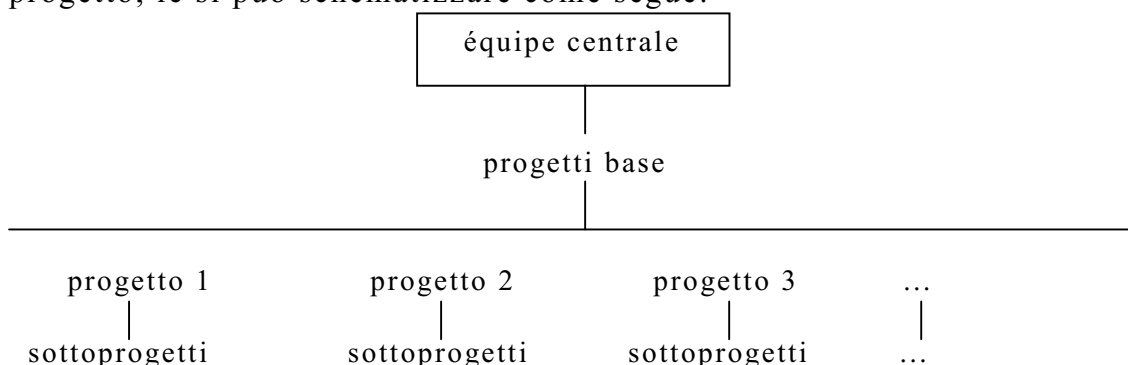 progetto, le si può schematizzare come segue:
équipe centrale
progetti base
progetto 1 progetto 2 progetto 3 ...
sottoprogetti sottoprogetti sottoprogetti ...